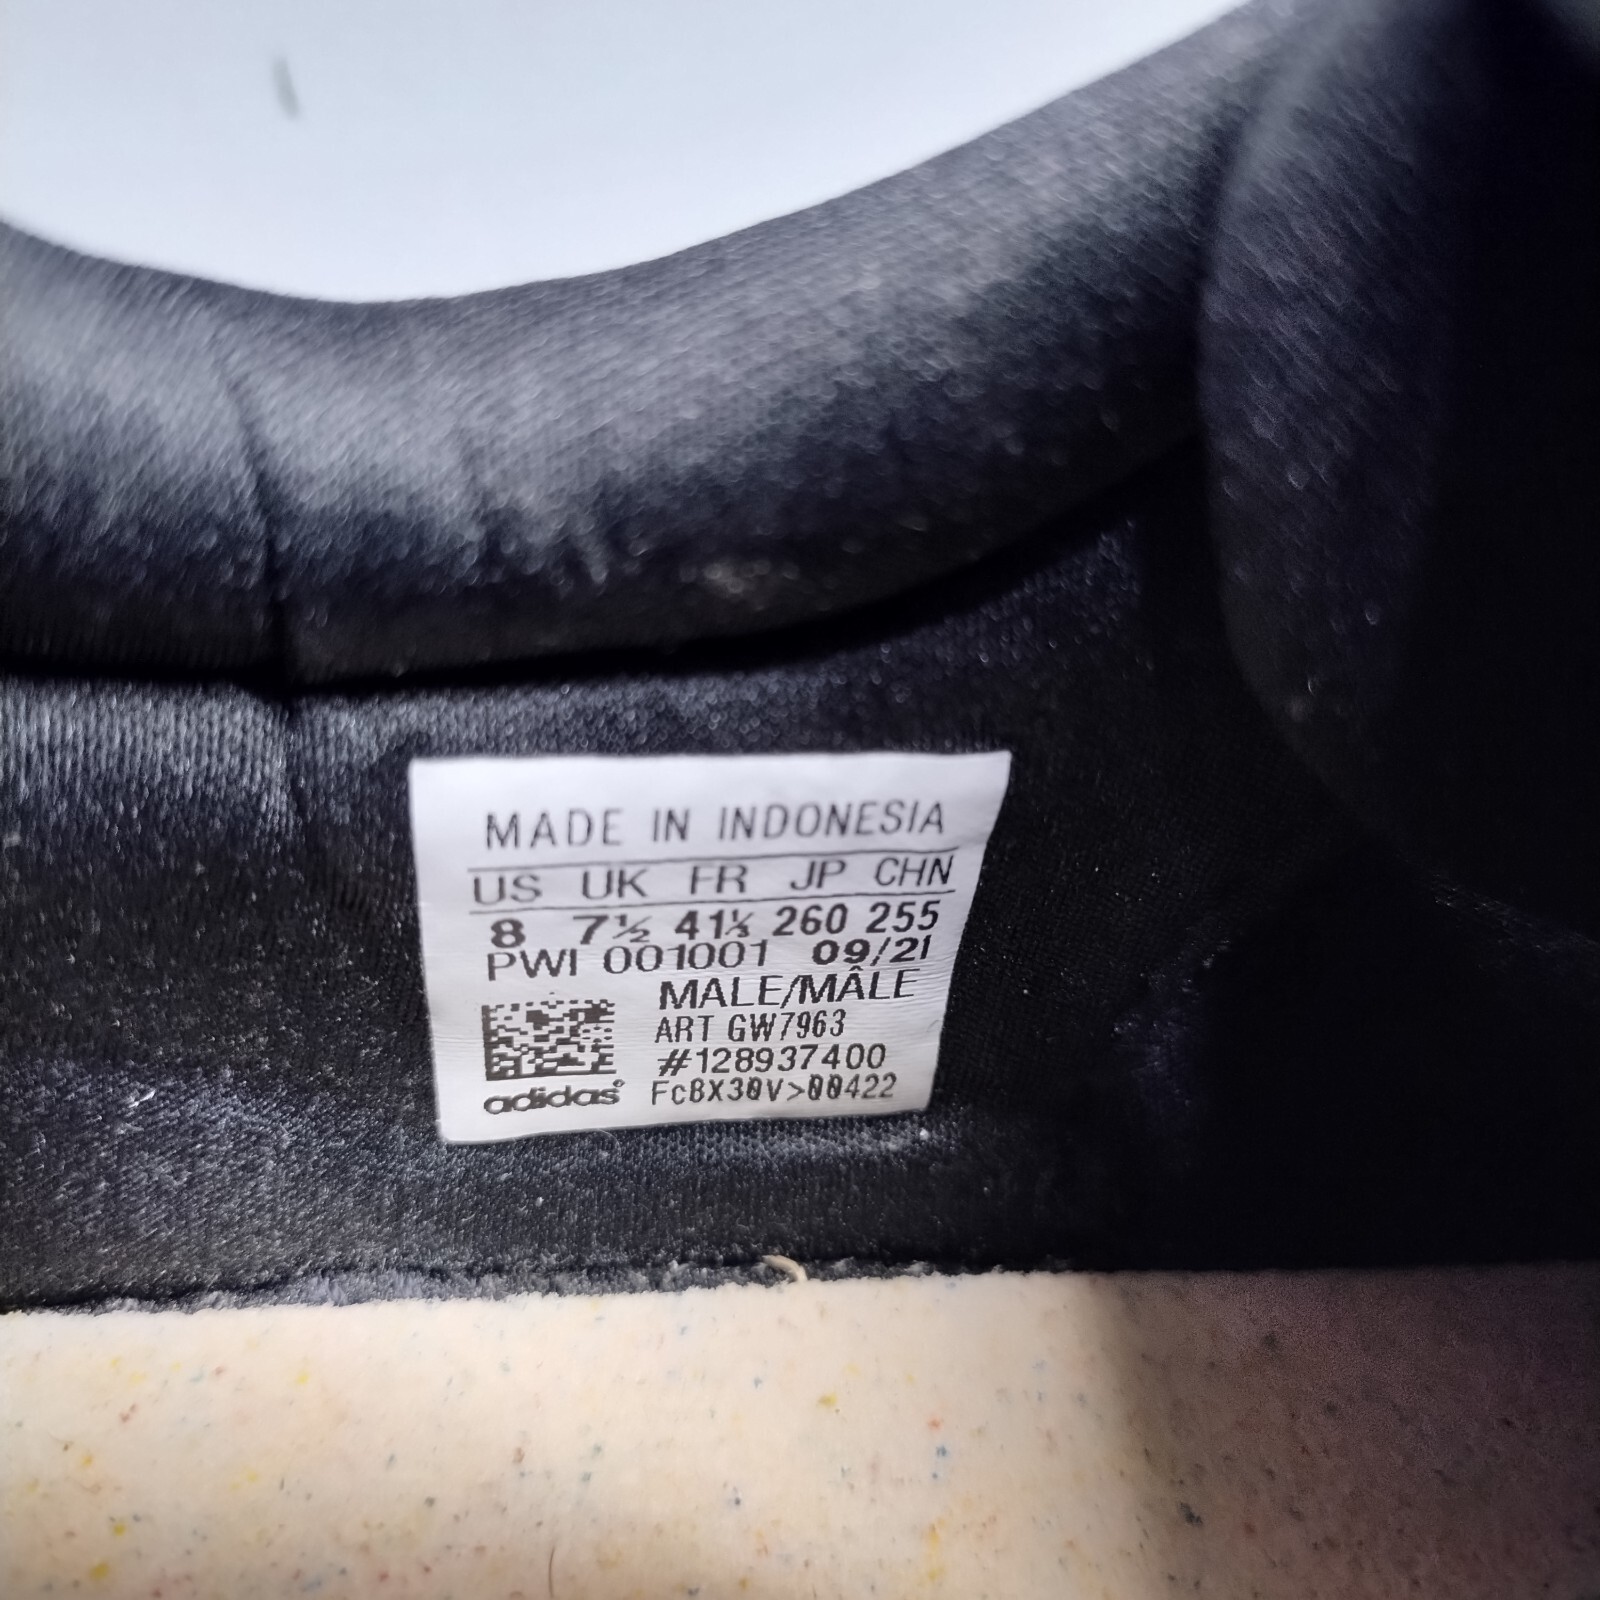 MADE IN INDONESIA
US UK FR JP CHN
8 7½ 41⅓ 260 255
PWI 001001 09/21
MALE/MÂLE
ART GW7963
#128937400
adidas® FcBX30V>00422